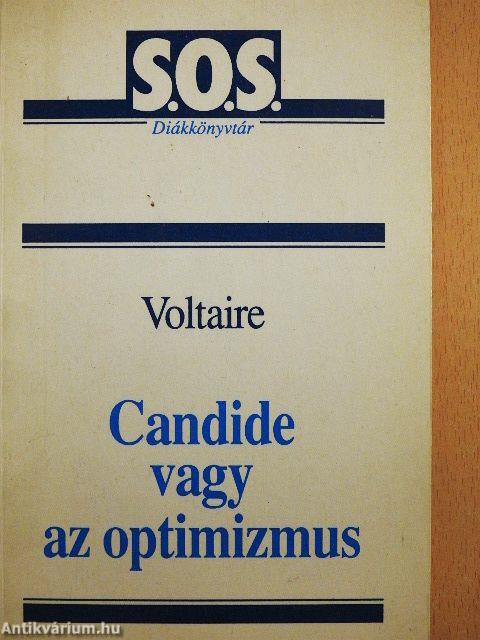 S.O.S.
Diákkönyvtár
Voltaire
Candide
vagy
az optimizmus
Antikvárium.hu